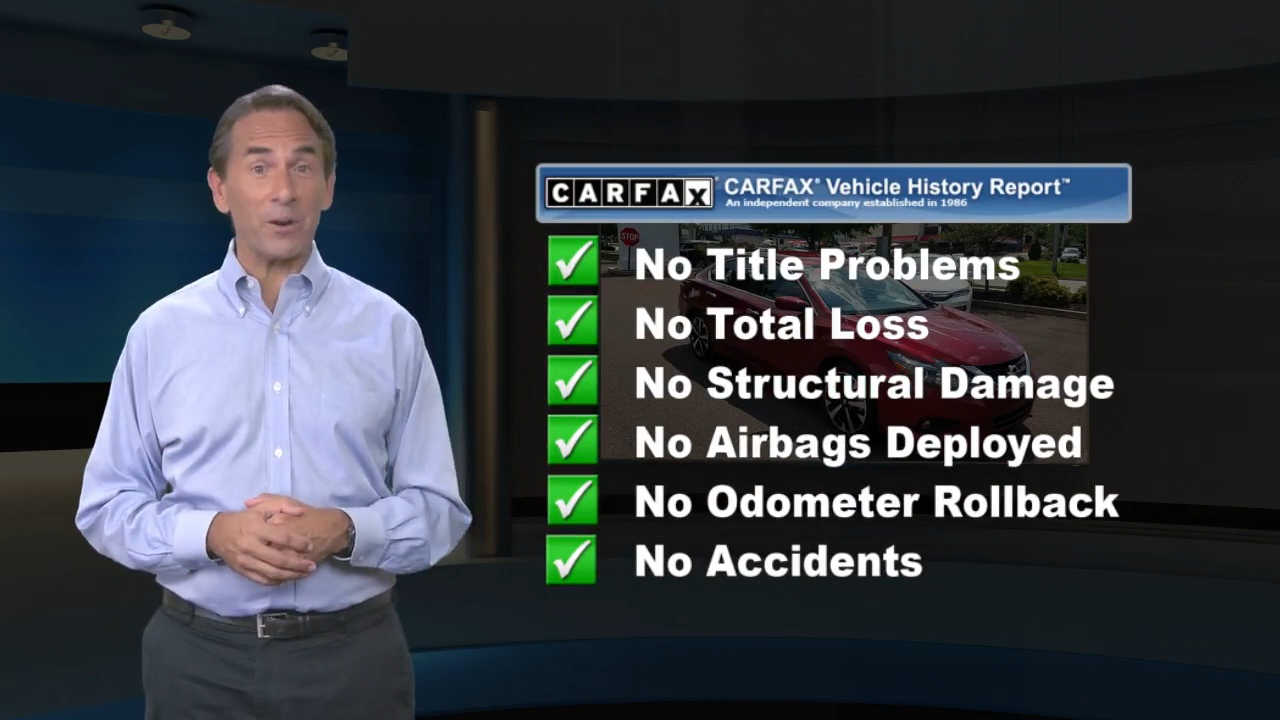 CARFAX CARFAX® Vehicle History Report™
An independent company established in 1986
STOP
No Title Problems
No Total Loss
No Structural Damage
No Airbags Deployed
No Odometer Rollback
No Accidents